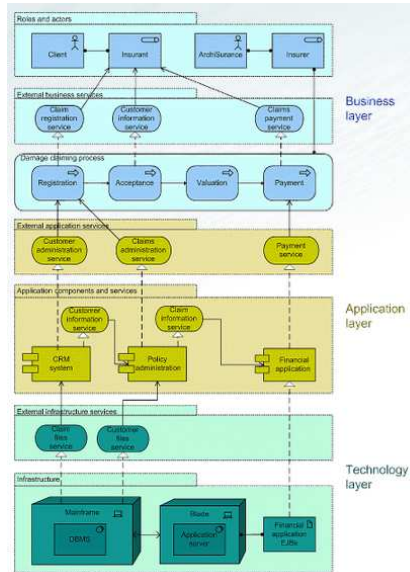 Roles and actors
Client
Insurant
ArchiSurance
Insurer
External business services
Claim
registration
service
Customer
information
service
Claims
payment
service
Business
layer
Damage claiming process
Registration
Acceptance
Valuation
Payment
External application services
Customer
administration
service
Claims
administration
service
Payment
service
Application components and services
Customer
information
service
Claim
information
service
CRM
system
Policy
administration
Financial
application
Application
layer
External infrastructure services
Claim
files
service
Customer
files
service
Technology
layer
Infrastructure
Mainframe
DBMS
Blade
Application
server
Financial
application
EJBs